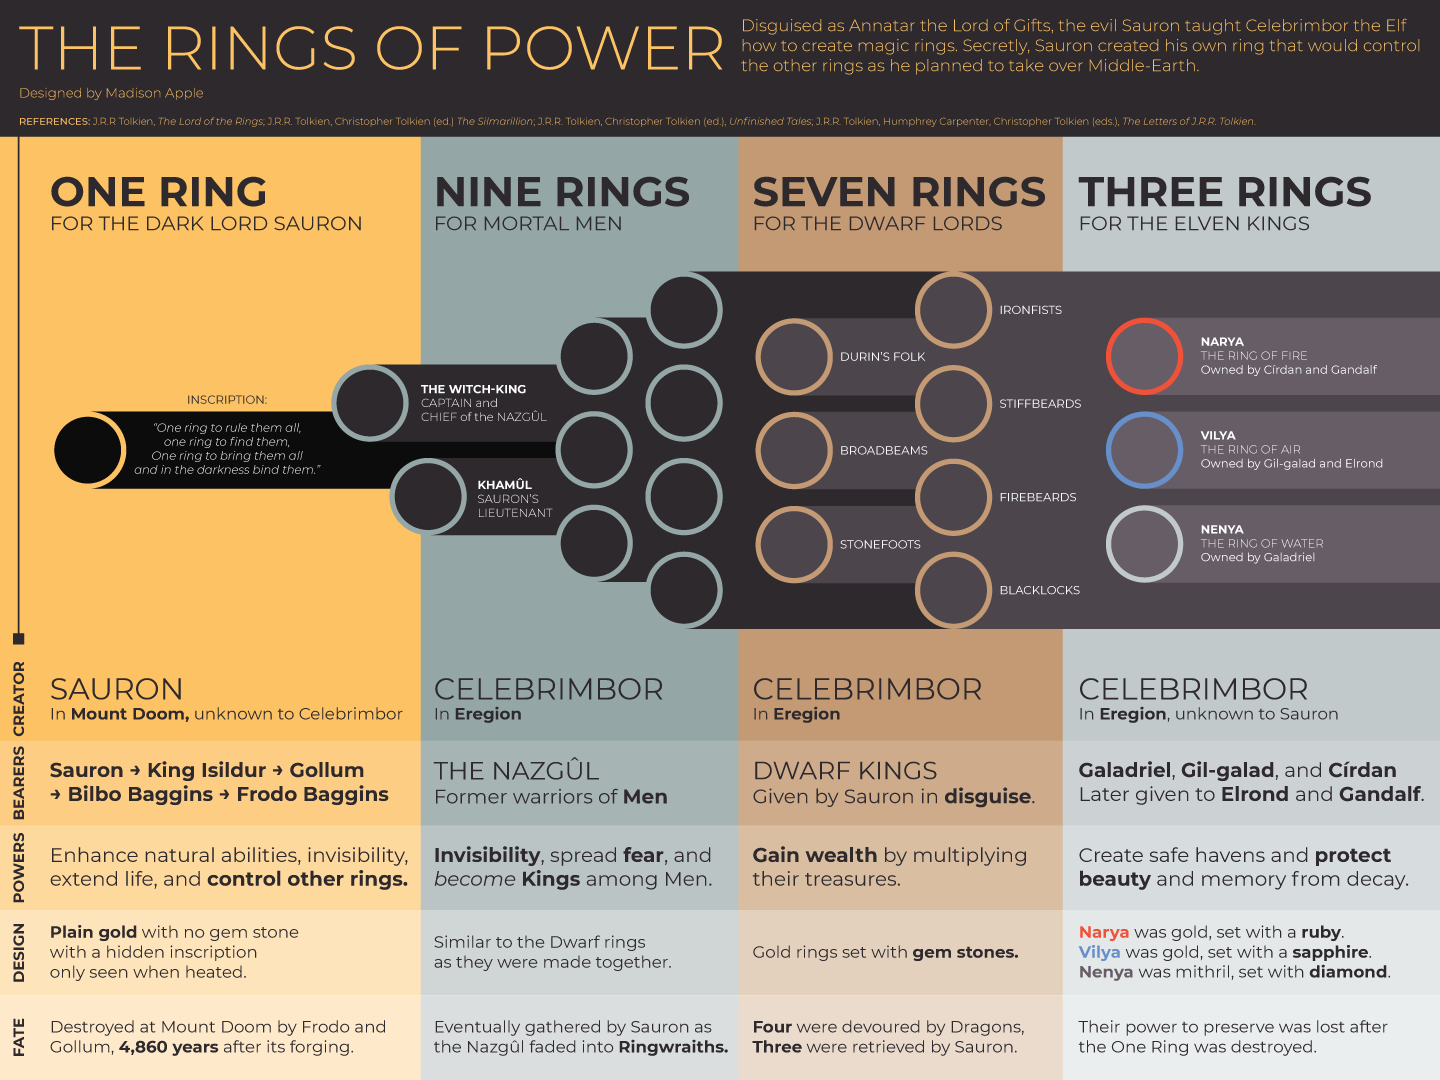 THE RINGS OF POWER
Disguised as Annatar the Lord of Gifts, the evil Sauron taught Celebrimbor the Elf
how to create magic rings. Secretly, Sauron created his own ring that would control
the other rings as he planned to take over Middle-Earth.
Designed by Madison Apple
REFERENCES: J.R.R Tolkien, The Lord of the Rings; J.R.R. Tolkien, Christopher Tolkien (ed.) The Silmarillion; J.R.R. Tolkien, Christopher Tolkien (ed.), Unfinished Tales; J.R.R. Tolkien, Humphrey Carpenter, Christopher Tolkien (eds.), The Letters of J.R.R. Tolkien.
ONE RING
FOR THE DARK LORD SAURON
NINE RINGS
FOR MORTAL MEN
SEVEN RINGS
FOR THE DWARF LORDS
THREE RINGS
FOR THE ELVEN KINGS
INSCRIPTION:
"One ring to rule them all,
one ring to find them,
One ring to bring them all
and in the darkness bind them."
THE WITCH-KING
CAPTAIN and
CHIEF of the NAZGÛL
KHAMÛL
SAURON'S
LIEUTENANT
DURIN'S FOLK
BROADBEAMS
STONEFOOTS
IRONFISTS
STIFFBEARDS
FIREBEARDS
BLACKLOCKS
NARYA
THE RING OF FIRE
Owned by Círdan and Gandalf
VILYA
THE RING OF AIR
Owned by Gil-galad and Elrond
NENYA
THE RING OF WATER
Owned by Galadriel
CREATOR
SAURON
In Mount Doom, unknown to Celebrimbor
CELEBRIMBOR
In Eregion
CELEBRIMBOR
In Eregion
CELEBRIMBOR
In Eregion, unknown to Sauron
BEARERS
Sauron → King Isildur → Gollum
→ Bilbo Baggins → Frodo Baggins
THE NAZGÛL
Former warriors of Men
DWARF KINGS
Given by Sauron in disguise.
Galadriel, Gil-galad, and Círdan
Later given to Elrond and Gandalf.
POWERS
Enhance natural abilities, invisibility,
extend life, and control other rings.
Invisibility, spread fear, and
become Kings among Men.
Gain wealth by multiplying
their treasures.
Create safe havens and protect
beauty and memory from decay.
DESIGN
Plain gold with no gem stone
with a hidden inscription
only seen when heated.
Similar to the Dwarf rings
as they were made together.
Gold rings set with gem stones.
Narya was gold, set with a ruby.
Vilya was gold, set with a sapphire.
Nenya was mithril, set with diamond.
FATE
Destroyed at Mount Doom by Frodo and
Gollum, 4,860 years after its forging.
Eventually gathered by Sauron as
the Nazgûl faded into Ringwraiths.
Four were devoured by Dragons,
Three were retrieved by Sauron.
Their power to preserve was lost after
the One Ring was destroyed.